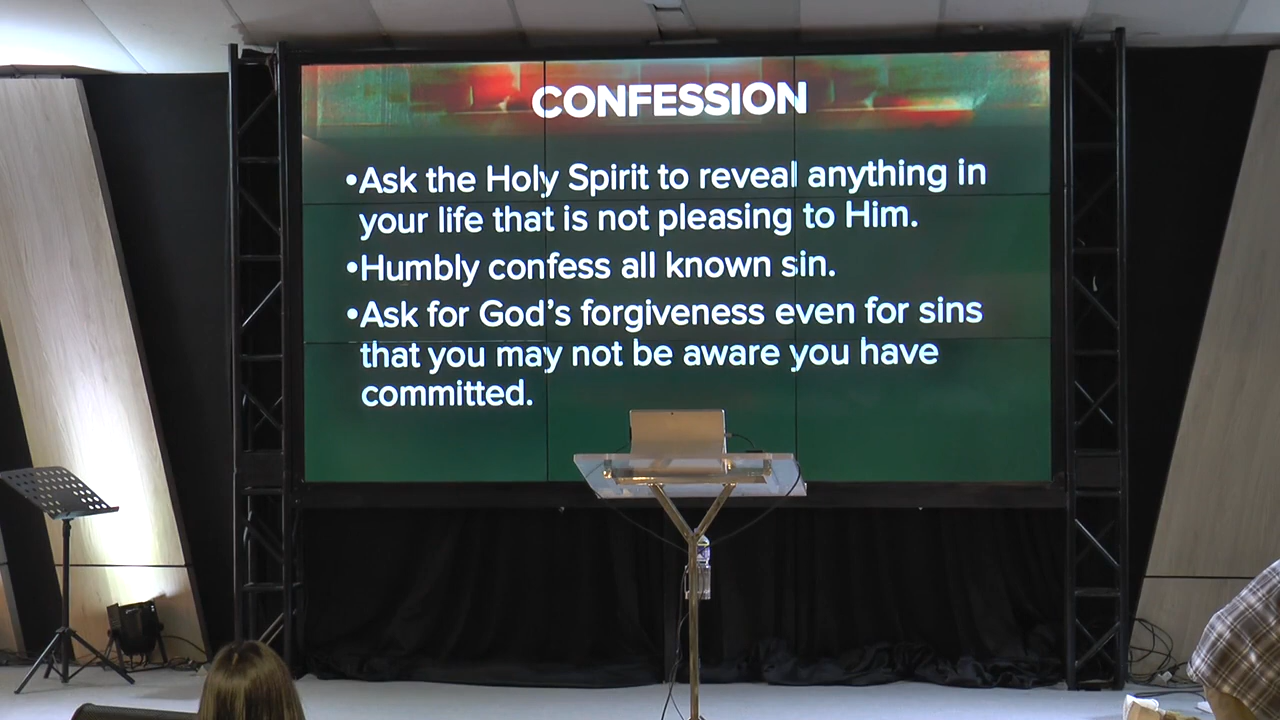 CONFESSION
•Ask the Holy Spirit to reveal anything in
your life that is not pleasing to Him.
•Humbly confess all known sin.
•Ask for God’s forgiveness even for sins
that you may not be aware you have
committed.